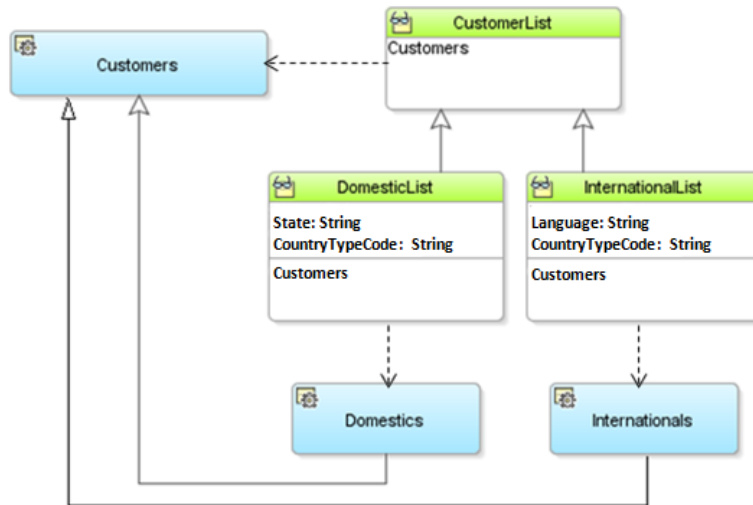 CustomerList
Customers
Customers
DomesticList
State: String
CountryTypeCode: String
Customers
InternationalList
Language: String
CountryTypeCode: String
Customers
Domestics
Internationals